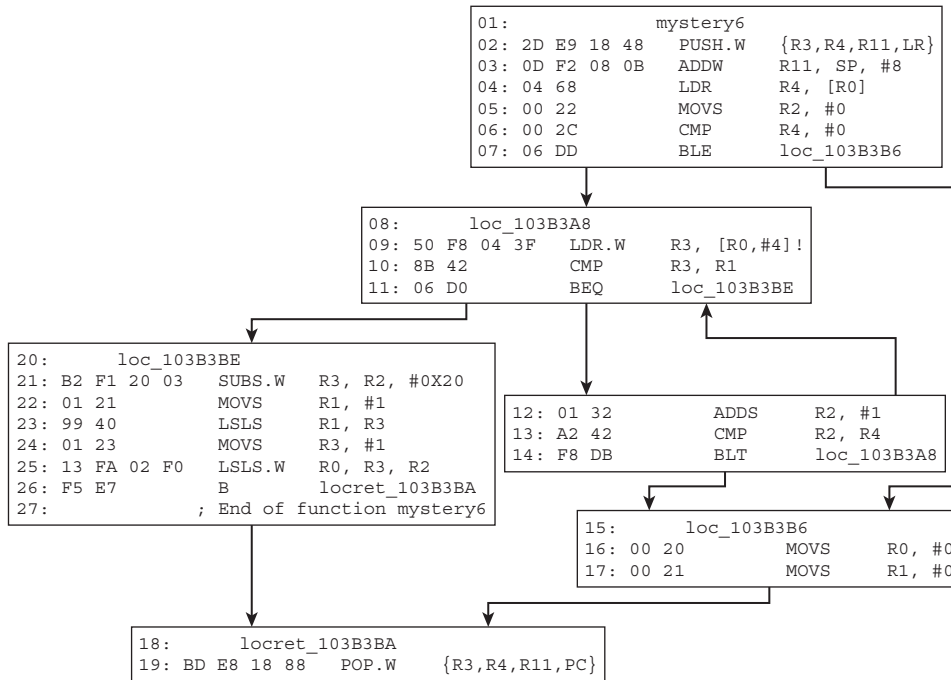 01: mystery6
02: 2D E9 18 48 PUSH.W {R3,R4,R11,LR}
03: 0D F2 08 0B ADDW R11, SP, #8
04: 04 68 LDR R4, [R0]
05: 00 22 MOVS R2, #0
06: 00 2C CMP R4, #0
07: 06 DD BLE loc_103B3B6
08: loc_103B3A8
09: 50 F8 04 3F LDR.W R3, [R0,#4]!
10: 8B 42 CMP R3, R1
11: 06 D0 BEQ loc_103B3BE
20: loc_103B3BE
21: B2 F1 20 03 SUBS.W R3, R2, #0X20
22: 01 21 MOVS R1, #1
23: 99 40 LSLS R1, R3
24: 01 23 MOVS R3, #1
25: 13 FA 02 F0 LSLS.W R0, R3, R2
26: F5 E7 B locret_103B3BA
27: ; End of function mystery6
12: 01 32 ADDS R2, #1
13: A2 42 CMP R2, R4
14: F8 DB BLT loc_103B3A8
15: loc_103B3B6
16: 00 20 MOVS R0, #0
17: 00 21 MOVS R1, #0
18: locret_103B3BA
19: BD E8 18 88 POP.W {R3,R4,R11,PC}